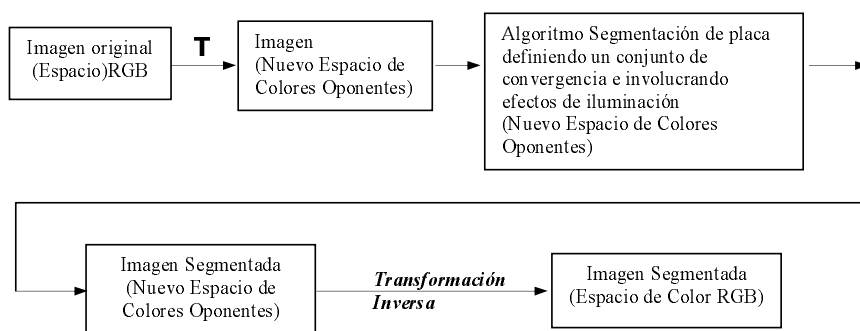 Imagen original
(Espacio)RGB
T
Imagen
(Nuevo Espacio de
Colores Oponentes)
Algoritmo Segmentación de placa
definiendo un conjunto de
convergencia e involucrando
efectos de iluminación
(Nuevo Espacio de Colores
Oponentes)
Imagen Segmentada
(Nuevo Espacio de
Colores Oponentes)
Transformación
Inversa
Imagen Segmentada
(Espacio de Color RGB)